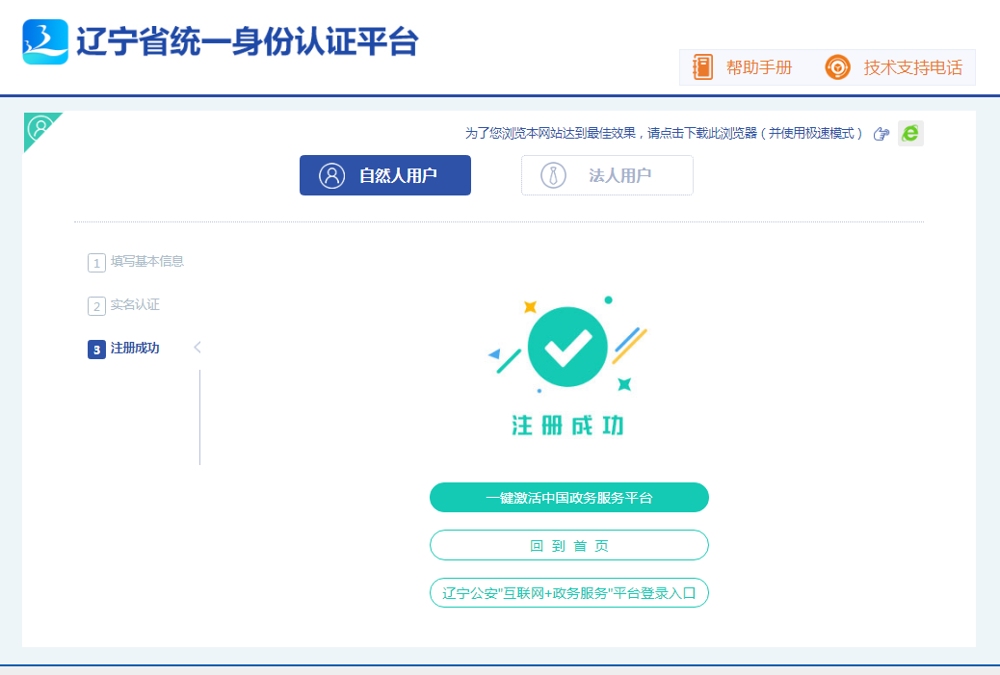 辽宁省统一身份认证平台
帮助手册 技术支持电话
为了您浏览本网站达到最佳效果，请点击下载此浏览器（并使用极速模式）
自然人用户 法人用户
1 填写基本信息
2 实名认证
3 注册成功
注册成功
一键激活中国政务服务平台
回到首页
辽宁公安"互联网+政务服务"平台登录入口